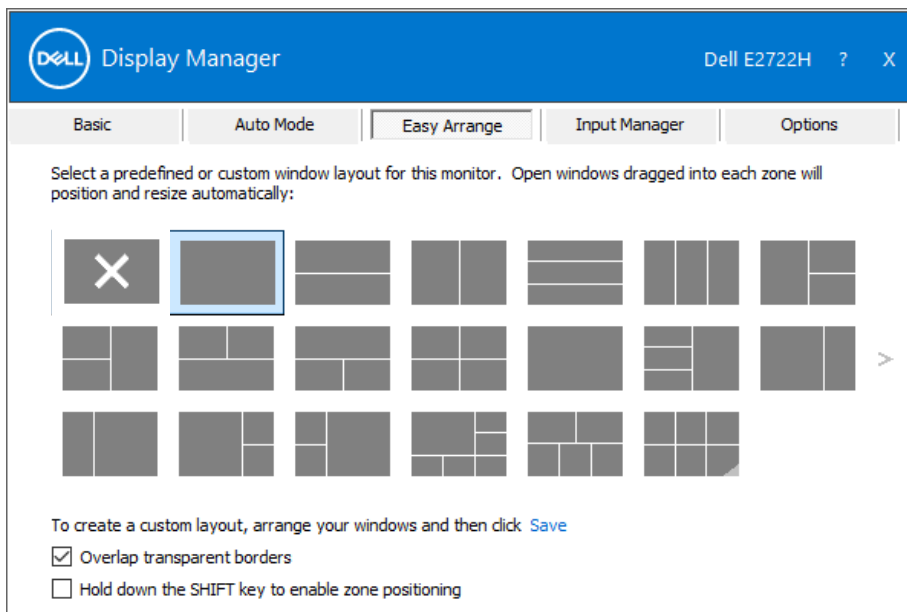 DELL Display Manager Dell E2722H ? X
Basic Auto Mode Easy Arrange Input Manager Options
Select a predefined or custom window layout for this monitor. Open windows dragged into each zone will
position and resize automatically:
>
To create a custom layout, arrange your windows and then click Save
Overlap transparent borders
Hold down the SHIFT key to enable zone positioning